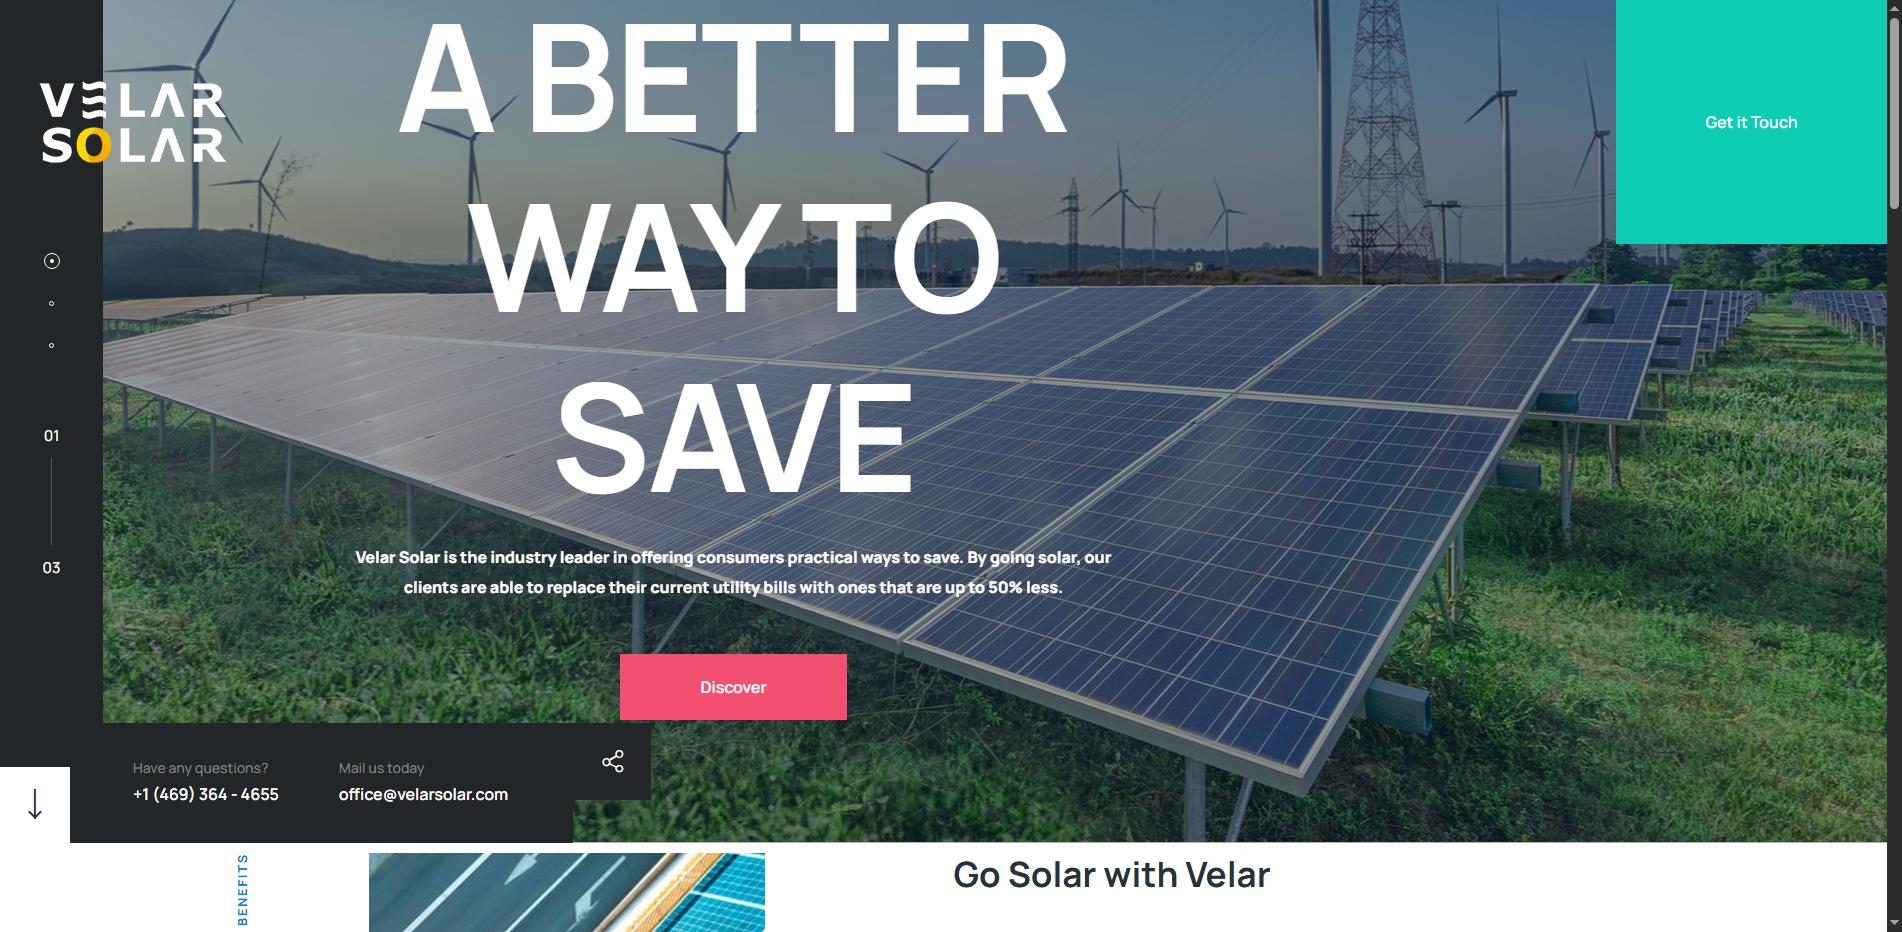 VELAR
SOLAR
A BETTER
WAY TO
SAVE
Get it Touch
01
03
Velar Solar is the industry leader in offering consumers practical ways to save. By going solar, our
clients are able to replace their current utility bills with ones that are up to 50% less.
Discover
Have any questions?
+1 (469) 364 - 4655
Mail us today
office@velarsolar.com
BENEFITS
Go Solar with Velar